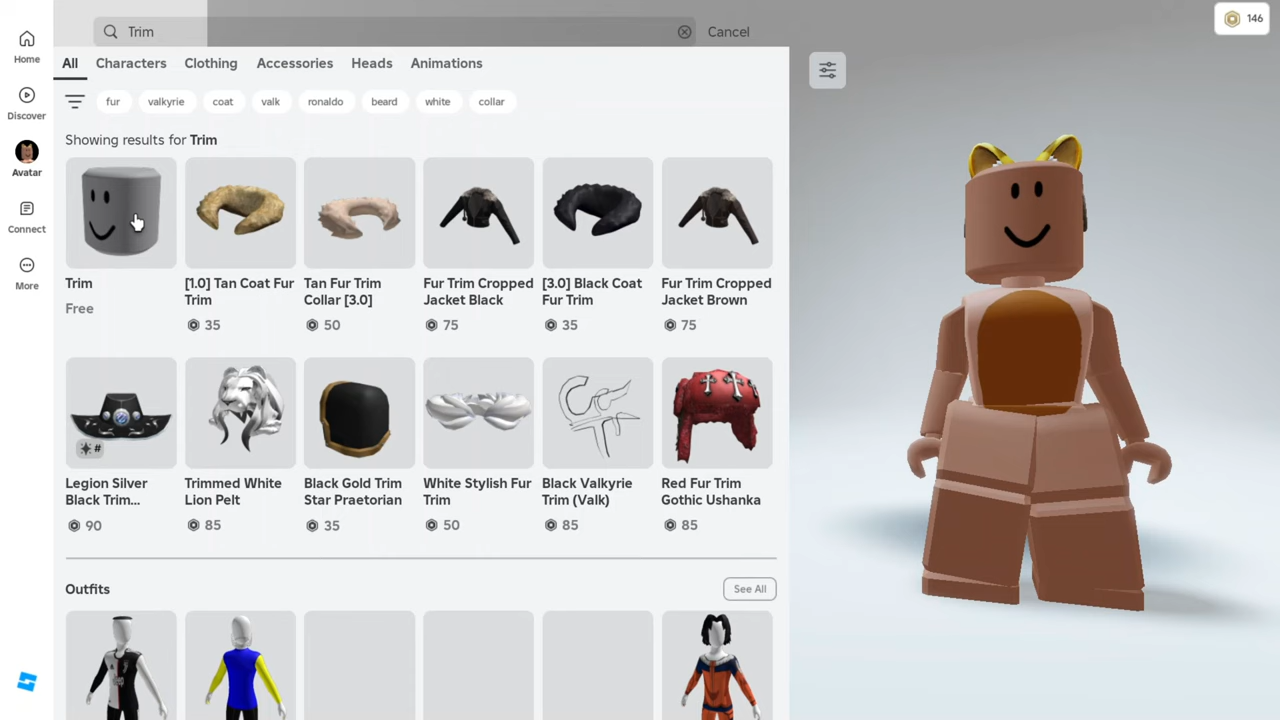 Trim
Cancel
146
Home
Discover
Avatar
Connect
More
All
Characters
Clothing
Accessories
Heads
Animations
fur
valkyrie
coat
valk
ronaldo
beard
white
collar
Showing results for Trim
Trim
Free
[1.0] Tan Coat Fur
Trim
35
Tan Fur Trim
Collar [3.0]
50
Fur Trim Cropped
Jacket Black
75
[3.0] Black Coat
Fur Trim
35
Fur Trim Cropped
Jacket Brown
75
#
Legion Silver
Black Trim...
90
Trimmed White
Lion Pelt
85
Black Gold Trim
Star Praetorian
35
White Stylish Fur
Trim
50
Black Valkyrie
Trim (Valk)
85
Red Fur Trim
Gothic Ushanka
85
Outfits
See All